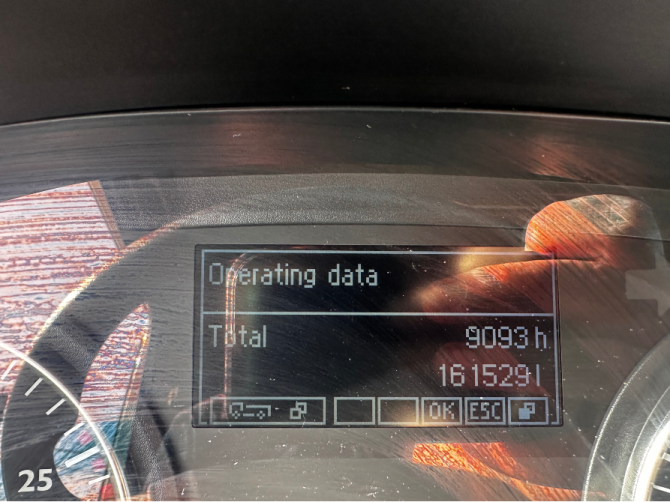 Operating data
Total 9093 h
161529 l
OK ESC
25